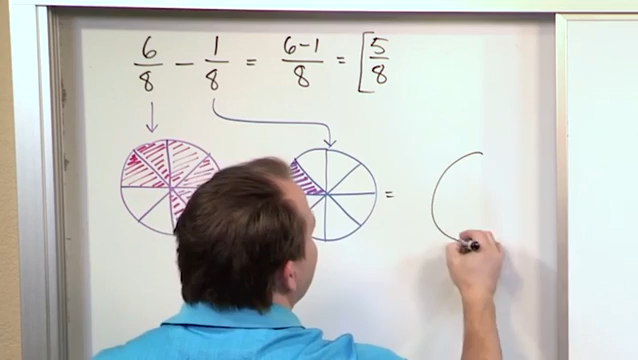 6/8 - 1/8 = 6-1/8 = [5/8
=